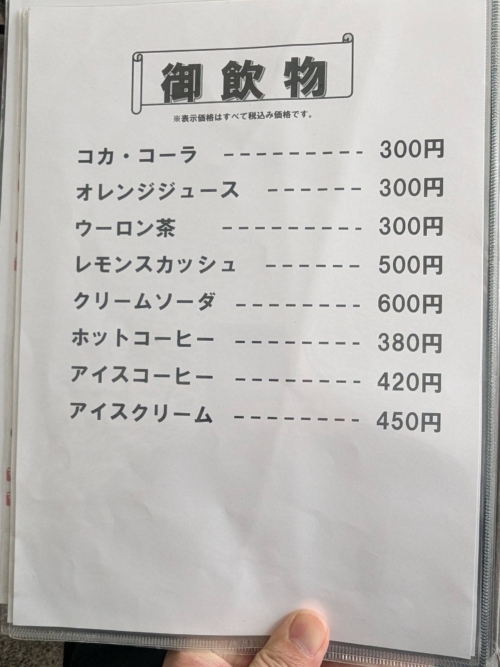 御飲物
※表示価格はすべて税込み価格です。
コカ・コーラ --------- 300円
オレンジジュース ------ 300円
ウーロン茶 --------- 300円
レモンスカッシュ ------ 500円
クリームソーダ -------- 600円
ホットコーヒー -------- 380円
アイスコーヒー -------- 420円
アイスクリーム -------- 450円